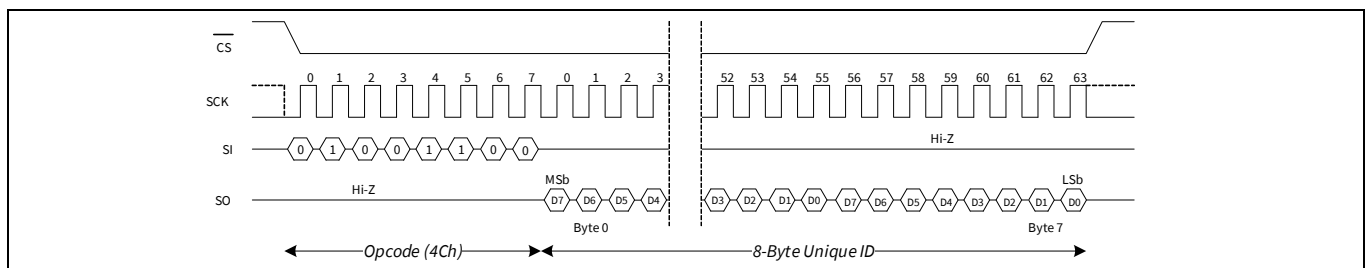 CS
0 1 2 3 4 5 6 7 0 1 2 3 52 53 54 55 56 57 58 59 60 61 62 63
SCK
Hi-Z
SI 0 1 0 0 1 1 0 0
MSb LSb
Hi-Z
SO D7 D6 D5 D4 D3 D2 D1 D0 D7 D6 D5 D4 D3 D2 D1 D0
Byte 0 Byte 7
Opcode (4Ch) 8-Byte Unique ID